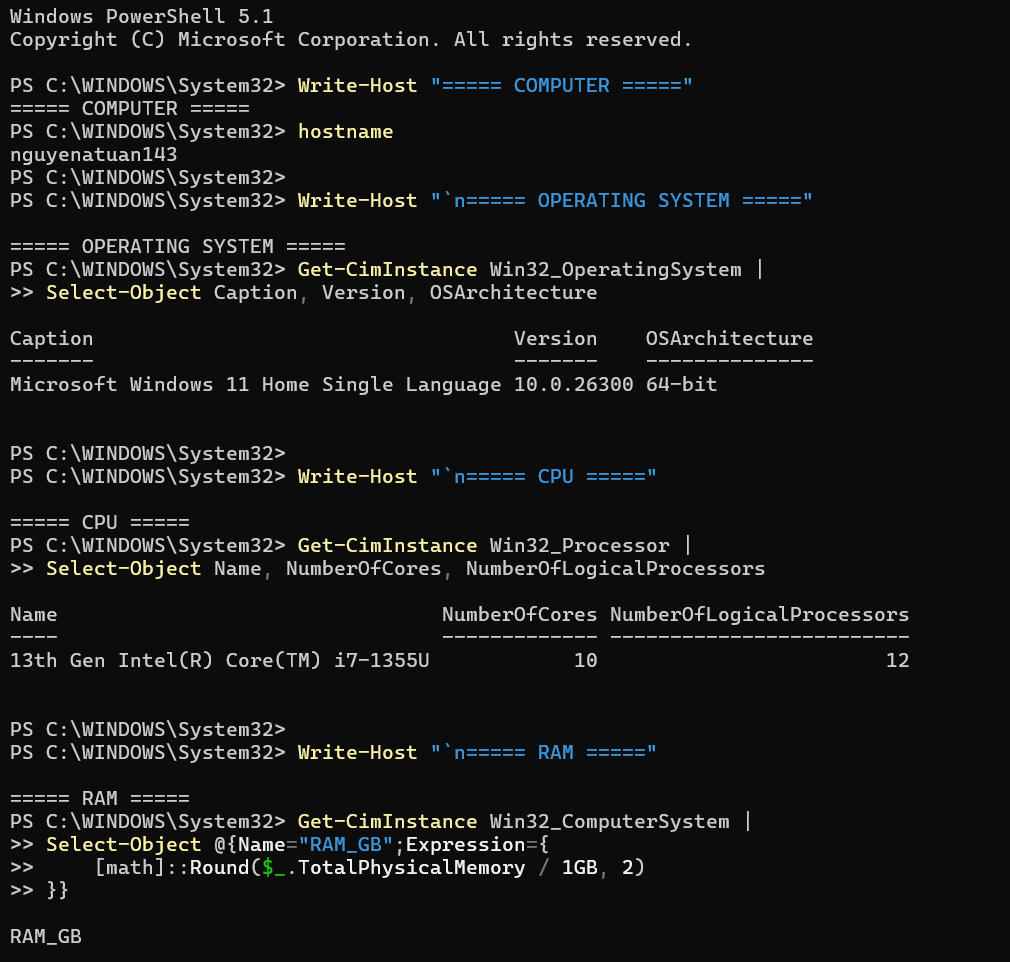 Windows PowerShell 5.1
Copyright (C) Microsoft Corporation. All rights reserved.
PS C:\WINDOWS\System32> Write-Host "===== COMPUTER ====="
===== COMPUTER =====
PS C:\WINDOWS\System32> hostname
nguyenatuan143
PS C:\WINDOWS\System32>
PS C:\WINDOWS\System32> Write-Host "`n===== OPERATING SYSTEM ====="
===== OPERATING SYSTEM =====
PS C:\WINDOWS\System32> Get-CimInstance Win32_OperatingSystem |
>> Select-Object Caption, Version, OSArchitecture
Caption                                   Version    OSArchitecture
-------                                   -------    --------------
Microsoft Windows 11 Home Single Language 10.0.26300 64-bit
PS C:\WINDOWS\System32>
PS C:\WINDOWS\System32> Write-Host "`n===== CPU ====="
===== CPU =====
PS C:\WINDOWS\System32> Get-CimInstance Win32_Processor |
>> Select-Object Name, NumberOfCores, NumberOfLogicalProcessors
Name                                NumberOfCores NumberOfLogicalProcessors
----                                ------------- -------------------------
13th Gen Intel(R) Core(TM) i7-1355U            10                        12
PS C:\WINDOWS\System32>
PS C:\WINDOWS\System32> Write-Host "`n===== RAM ====="
===== RAM =====
PS C:\WINDOWS\System32> Get-CimInstance Win32_ComputerSystem |
>> Select-Object @{Name="RAM_GB";Expression={
>>     [math]::Round($_.TotalPhysicalMemory / 1GB, 2)
>> }}
RAM_GB